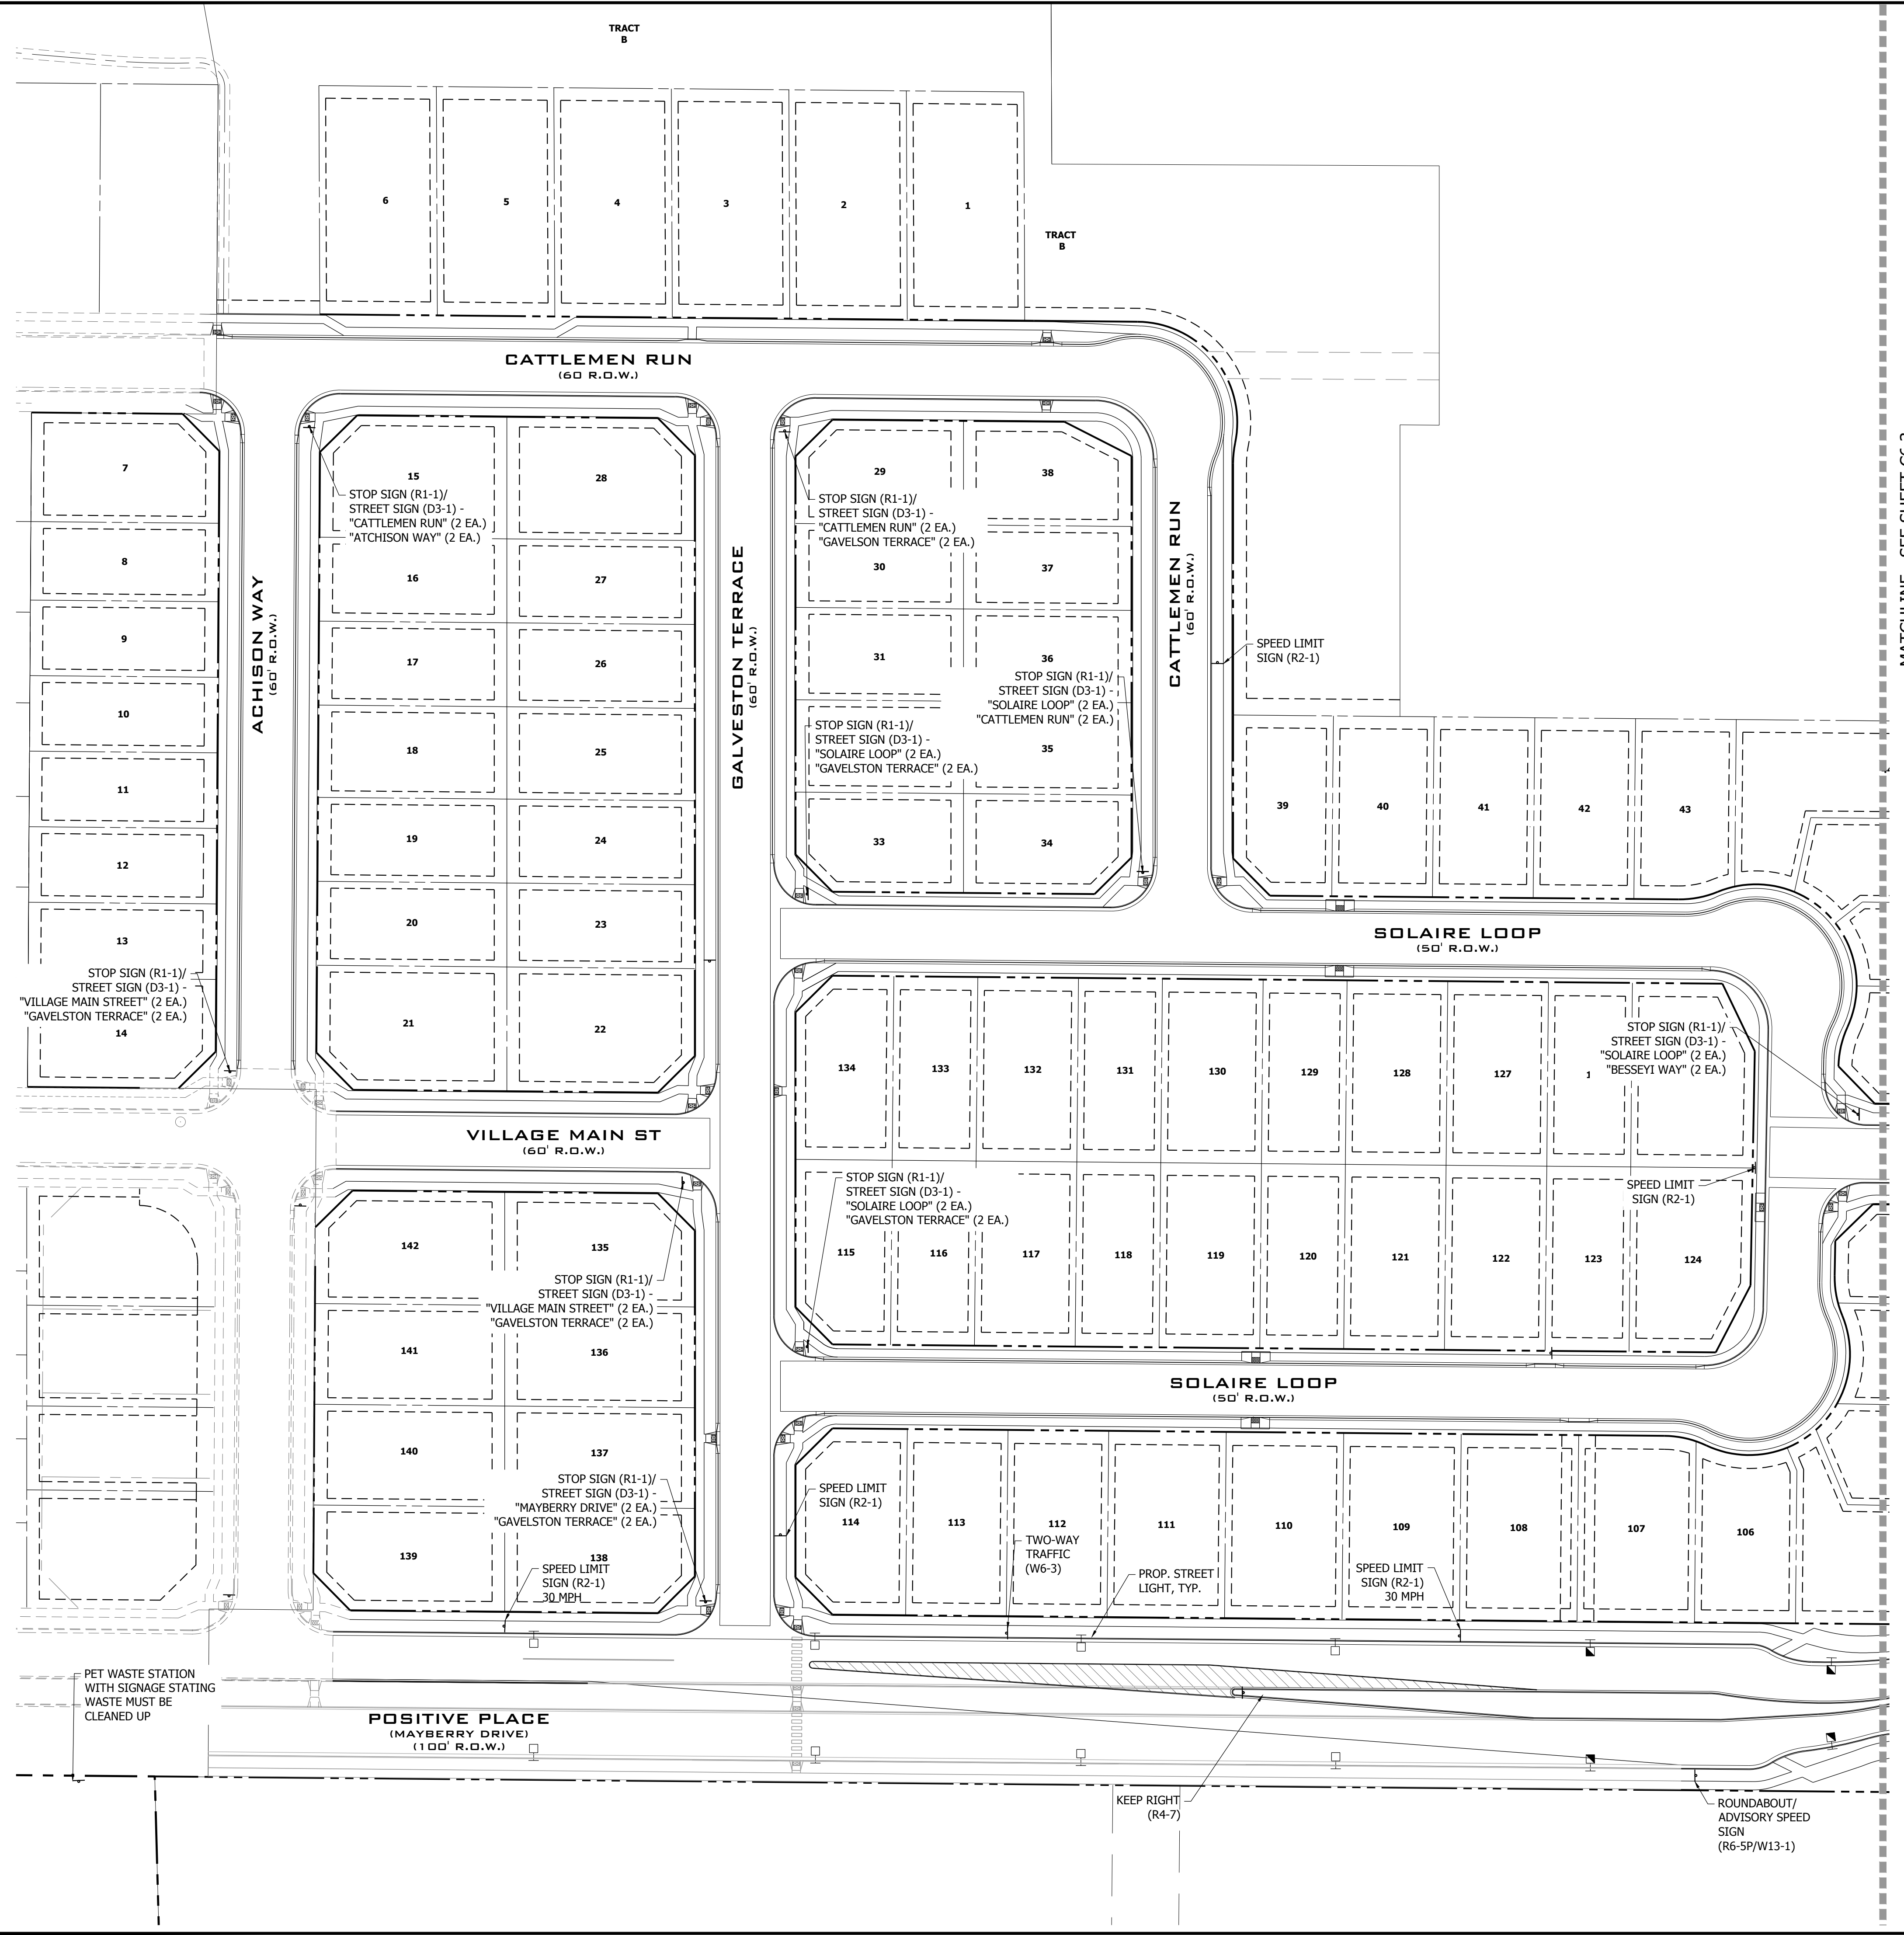 TRACT
B
6
5
4
3
2
1
TRACT
B
CATTLEMEN RUN
(60 R.O.W.)
7
8
9
10
11
12
13
STOP SIGN (R1-1)/
STREET SIGN (D3-1) -
"VILLAGE MAIN STREET" (2 EA.)
"GAVELSTON TERRACE" (2 EA.)
14
ACHISON WAY
(60' R.O.W.)
15
STOP SIGN (R1-1)/
STREET SIGN (D3-1) -
"CATTLEMEN RUN" (2 EA.)
"ATCHISON WAY" (2 EA.)
16
17
18
19
20
21
28
27
26
25
24
23
22
GALVESTON TERRACE
(60' R.O.W.)
29
STOP SIGN (R1-1)/
STREET SIGN (D3-1) -
"CATTLEMEN RUN" (2 EA.)
"GAVELSON TERRACE" (2 EA.)
30
31
STOP SIGN (R1-1)/
STREET SIGN (D3-1) -
"SOLAIRE LOOP" (2 EA.)
"GAVELSTON TERRACE" (2 EA.)
33
38
37
36
STOP SIGN (R1-1)/
STREET SIGN (D3-1) -
"SOLAIRE LOOP" (2 EA.)
"CATTLEMEN RUN" (2 EA.)
35
34
CATTLEMEN RUN
(60' R.O.W.)
SPEED LIMIT
SIGN (R2-1)
39
40
41
42
43
SOLAIRE LOOP
(50' R.O.W.)
134
133
132
131
130
129
128
127
STOP SIGN (R1-1)/
STREET SIGN (D3-1) -
"SOLAIRE LOOP" (2 EA.)
"BESSEYI WAY" (2 EA.)
VILLAGE MAIN ST
(60' R.O.W.)
STOP SIGN (R1-1)/
STREET SIGN (D3-1) -
"SOLAIRE LOOP" (2 EA.)
"GAVELSTON TERRACE" (2 EA.)
SPEED LIMIT
SIGN (R2-1)
115
116
117
118
119
120
121
122
123
124
142
135
STOP SIGN (R1-1)/
STREET SIGN (D3-1) -
"VILLAGE MAIN STREET" (2 EA.)
"GAVELSTON TERRACE" (2 EA.)
141
136
140
137
STOP SIGN (R1-1)/
STREET SIGN (D3-1) -
"MAYBERRY DRIVE" (2 EA.)
"GAVELSTON TERRACE" (2 EA.)
139
138
SPEED LIMIT
SIGN (R2-1)
30 MPH
SOLAIRE LOOP
(50' R.O.W.)
SPEED LIMIT
SIGN (R2-1)
114
113
112
111
110
109
108
107
106
TWO-WAY
TRAFFIC
(W6-3)
PROP. STREET
LIGHT, TYP.
SPEED LIMIT
SIGN (R2-1)
30 MPH
PET WASTE STATION
WITH SIGNAGE STATING
WASTE MUST BE
CLEANED UP
POSITIVE PLACE
(MAYBERRY DRIVE)
(100' R.O.W.)
KEEP RIGHT
(R4-7)
ROUNDABOUT/
ADVISORY SPEED
SIGN
(R6-5P/W13-1)